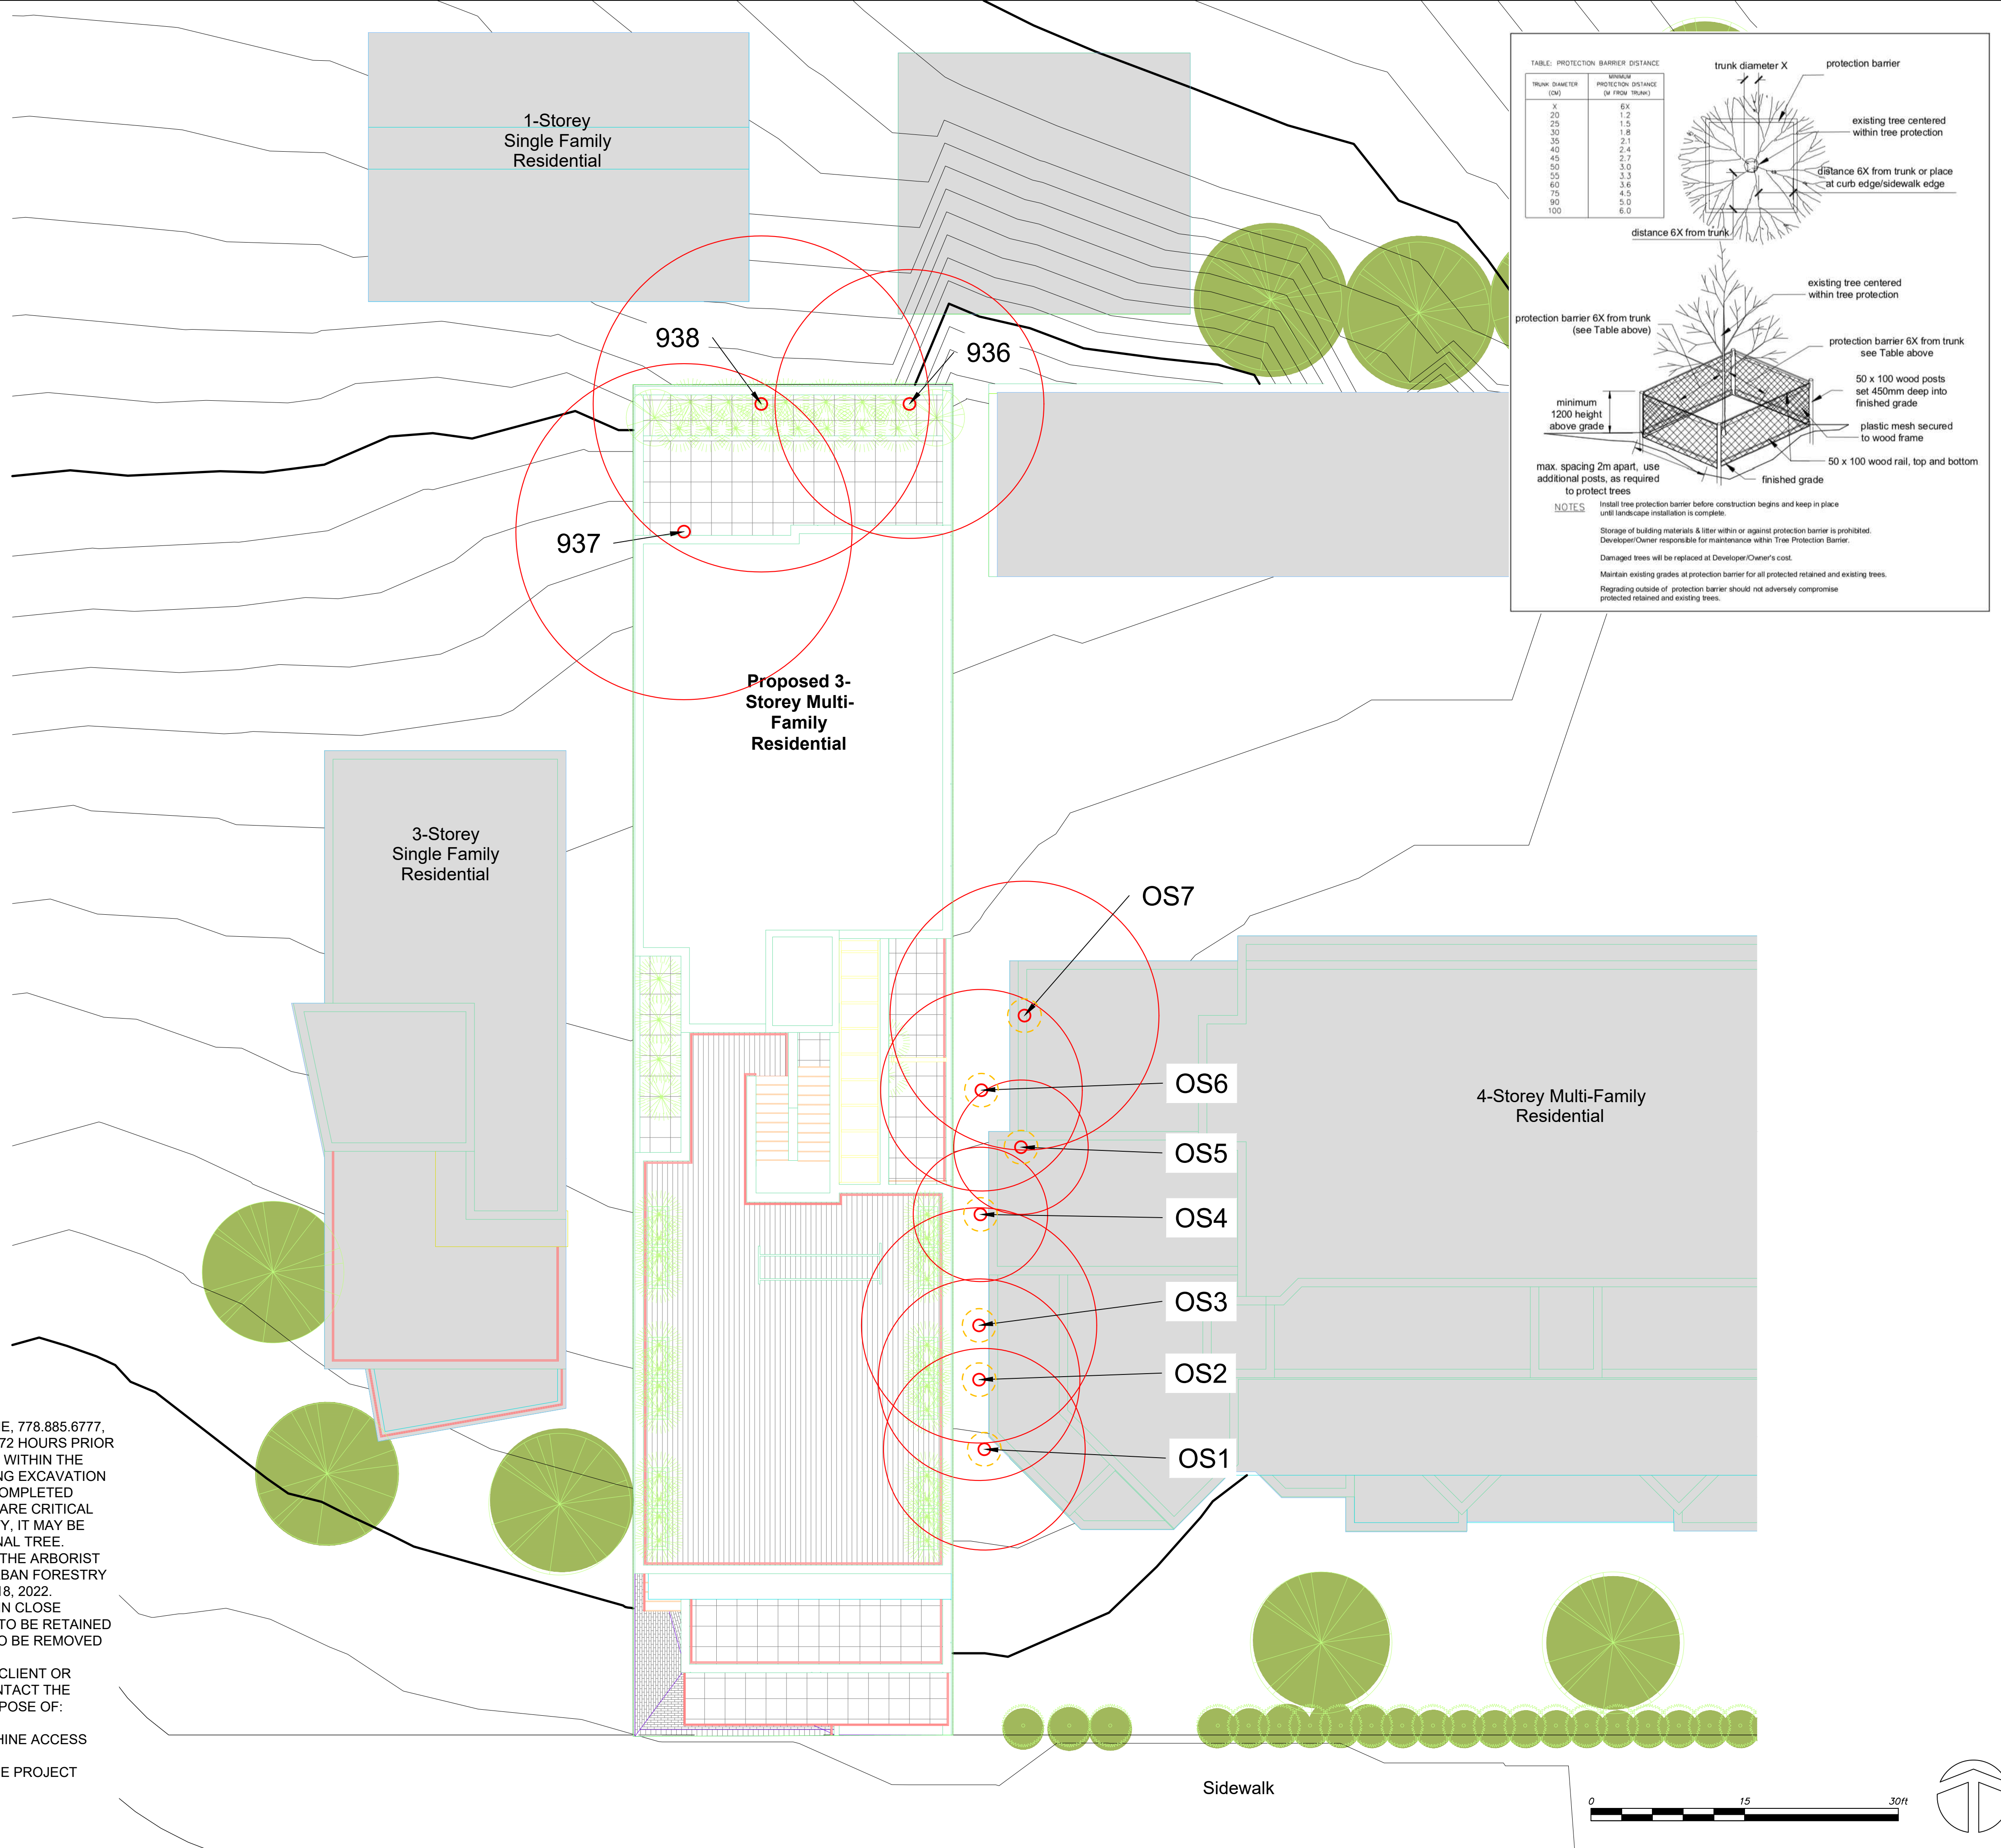 1-Storey
Single Family
Residential
TABLE: PROTECTION BARRIER DISTANCE
TRUNK DIAMETER
(CM)
MINIMUM
PROTECTION DISTANCE
(M FROM TRUNK)
X 6X
20 1.2
25 1.5
30 1.8
35 2.1
40 2.4
45 2.7
50 3.0
55 3.3
60 3.6
75 4.5
90 5.0
100 6.0
trunk diameter X
protection barrier
existing tree centered
within tree protection
distance 6X from trunk or place
at curb edge/sidewalk edge
distance 6X from trunk
existing tree centered
within tree protection
protection barrier 6X from trunk
(see Table above)
protection barrier 6X from trunk
see Table above
50 x 100 wood posts
set 450mm deep into
finished grade
minimum
1200 height
above grade
plastic mesh secured
to wood frame
50 x 100 wood rail, top and bottom
max. spacing 2m apart, use
additional posts, as required
to protect trees
finished grade
NOTES
Install tree protection barrier before construction begins and keep in place
until landscape installation is complete.
Storage of building materials & litter within or against protection barrier is prohibited.
Developer/Owner responsible for maintenance within Tree Protection Barrier.
Damaged trees will be replaced at Developer/Owner's cost.
Maintain existing grades at protection barrier for all protected retained and existing trees.
Regrading outside of protection barrier should not adversely compromise
protected retained and existing trees.
938
936
937
Proposed 3-
Storey Multi-
Family
Residential
3-Storey
Single Family
Residential
OS7
OS6
OS5
OS4
OS3
OS2
OS1
4-Storey Multi-Family
Residential
E, 778.885.6777,
72 HOURS PRIOR
WITHIN THE
NG EXCAVATION
OMPLETED
ARE CRITICAL
Y, IT MAY BE
NAL TREE.
THE ARBORIST
BAN FORESTRY
18, 2022.
N CLOSE
TO BE RETAINED
O BE REMOVED
CLIENT OR
NTACT THE
POSE OF:
HINE ACCESS
E PROJECT
Sidewalk
0 15 30ft